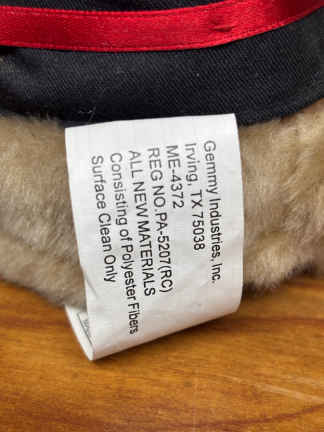 Gemmy Industries, Inc.
Irving, TX 75038
ME-4372
REG NO.PA-5207(RC)
ALL NEW MATERIALS
Consisting of Polyester Fibers
Surface Clean Only